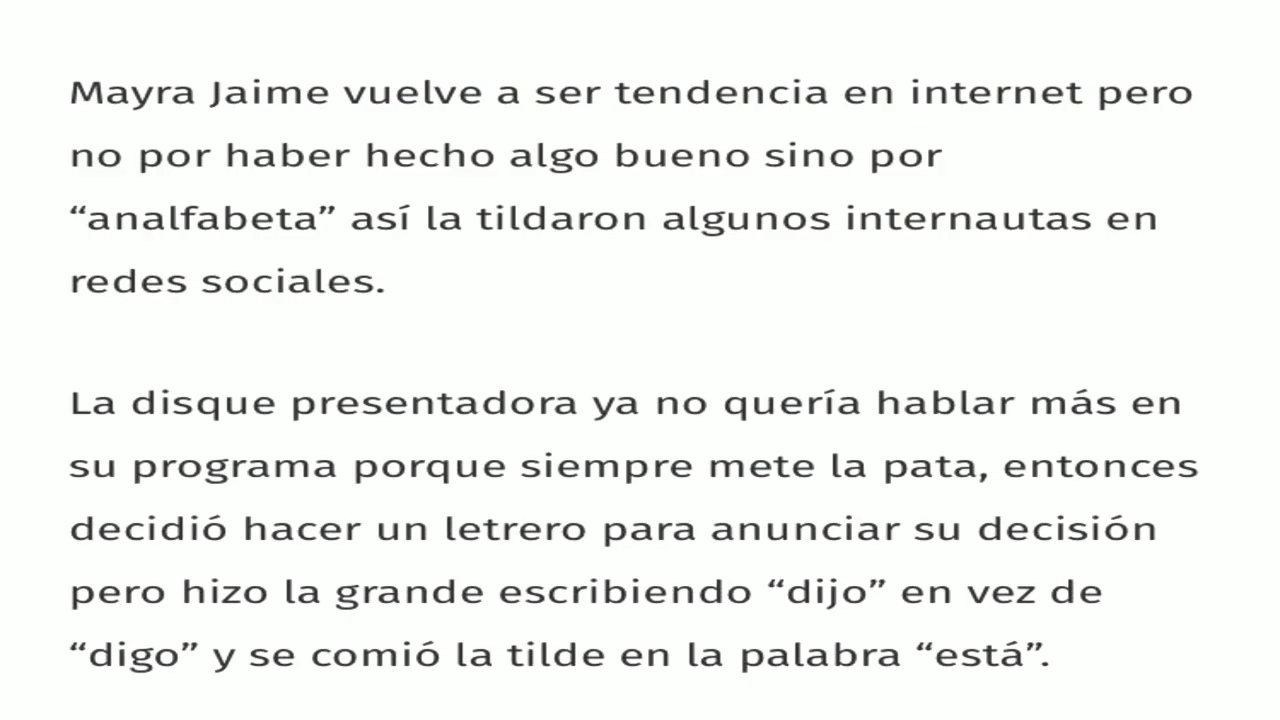 Mayra Jaime vuelve a ser tendencia en internet pero
no por haber hecho algo bueno sino por
“analfabeta” así la tildaron algunos internautas en
redes sociales.
La disque presentadora ya no quería hablar más en
su programa porque siempre mete la pata, entonces
decidió hacer un letrero para anunciar su decisión
pero hizo la grande escribiendo “dijo” en vez de
“digo” y se comió la tilde en la palabra “está”.